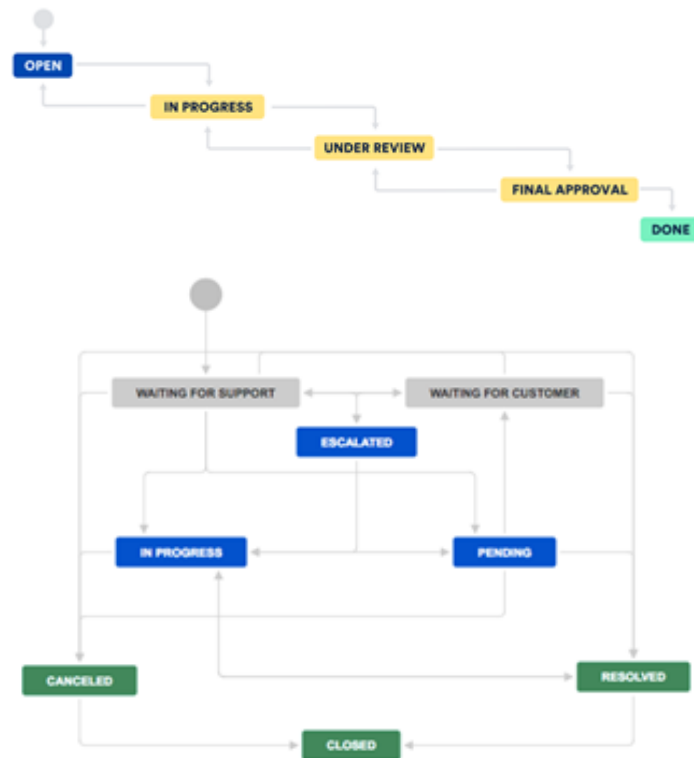 OPEN
IN PROGRESS
UNDER REVIEW
FINAL APPROVAL
DONE
WAITING FOR SUPPORT
WAITING FOR CUSTOMER
ESCALATED
IN PROGRESS
PENDING
CANCELED
RESOLVED
CLOSED